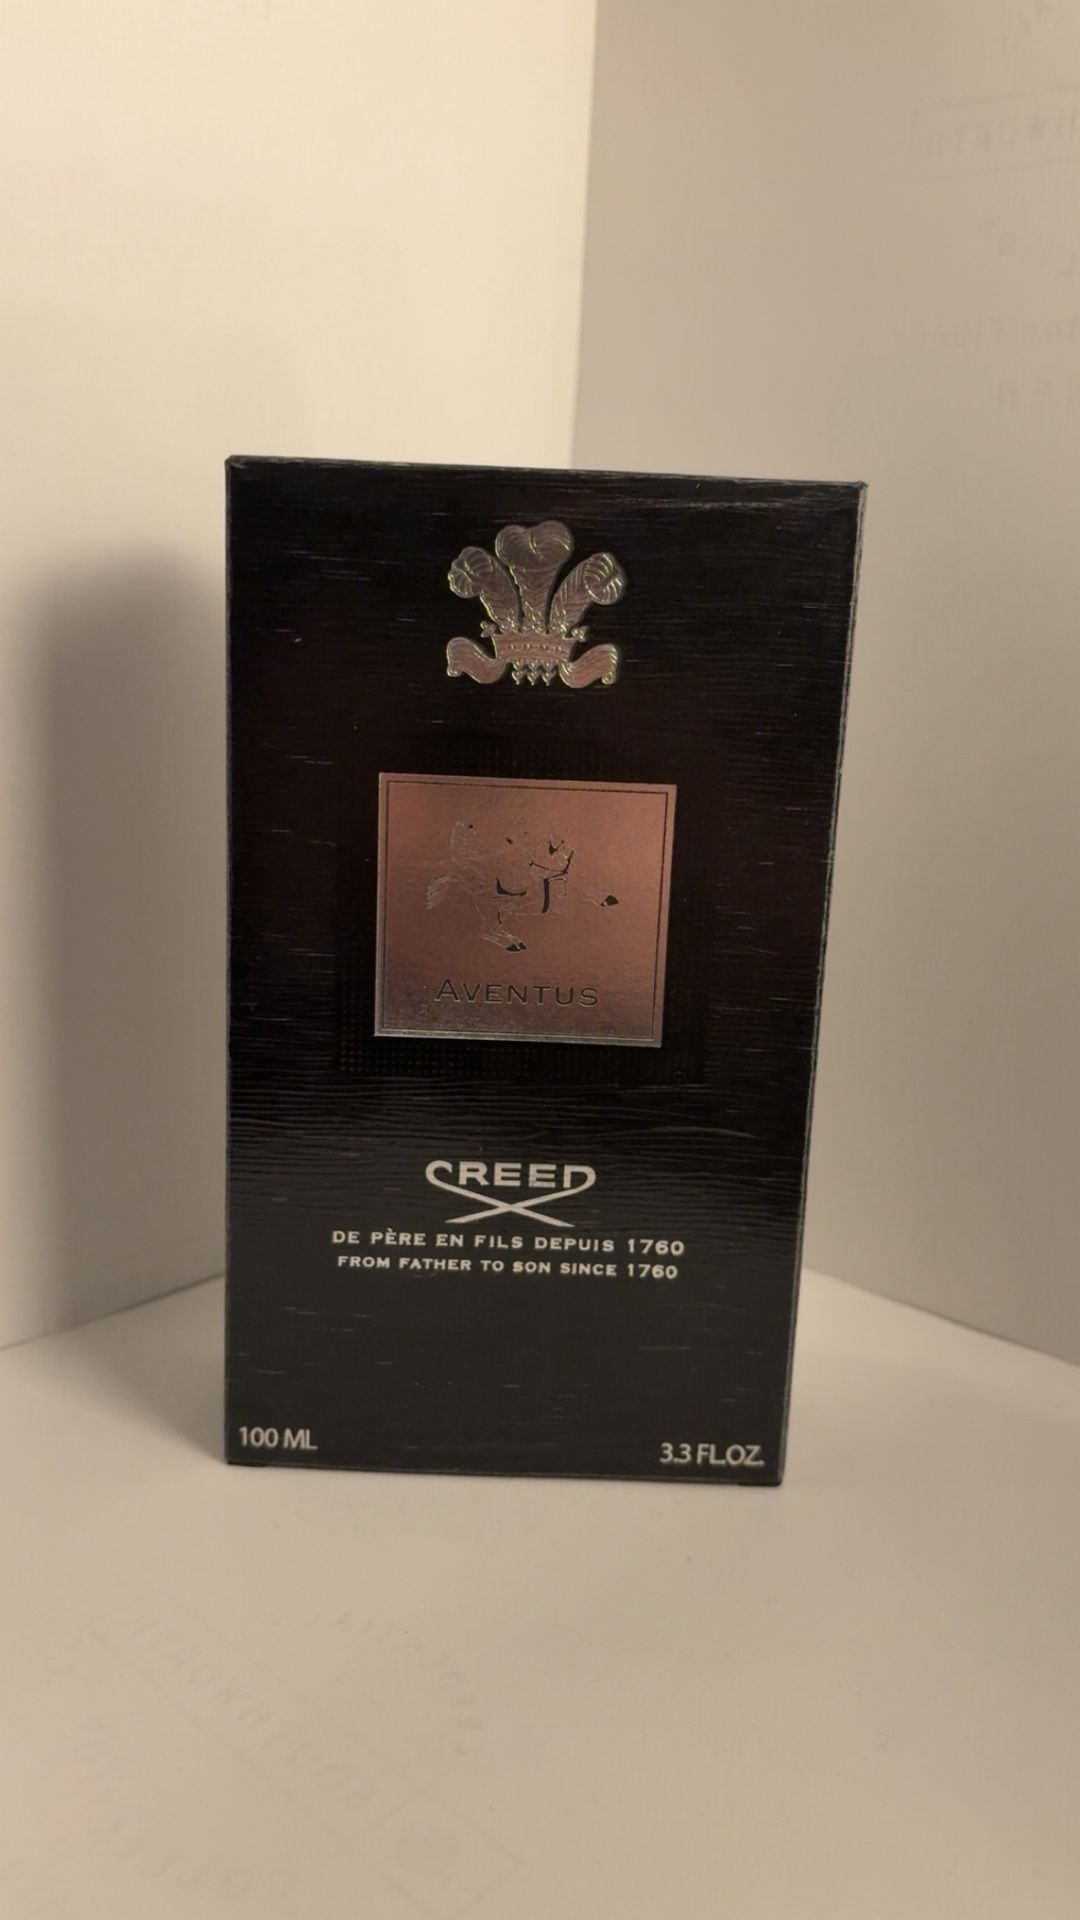 AVENTUS
CREED
DE PÈRE EN FILS DEPUIS 1760
FROM FATHER TO SON SINCE 1760
100 ML
3.3 FL.OZ.